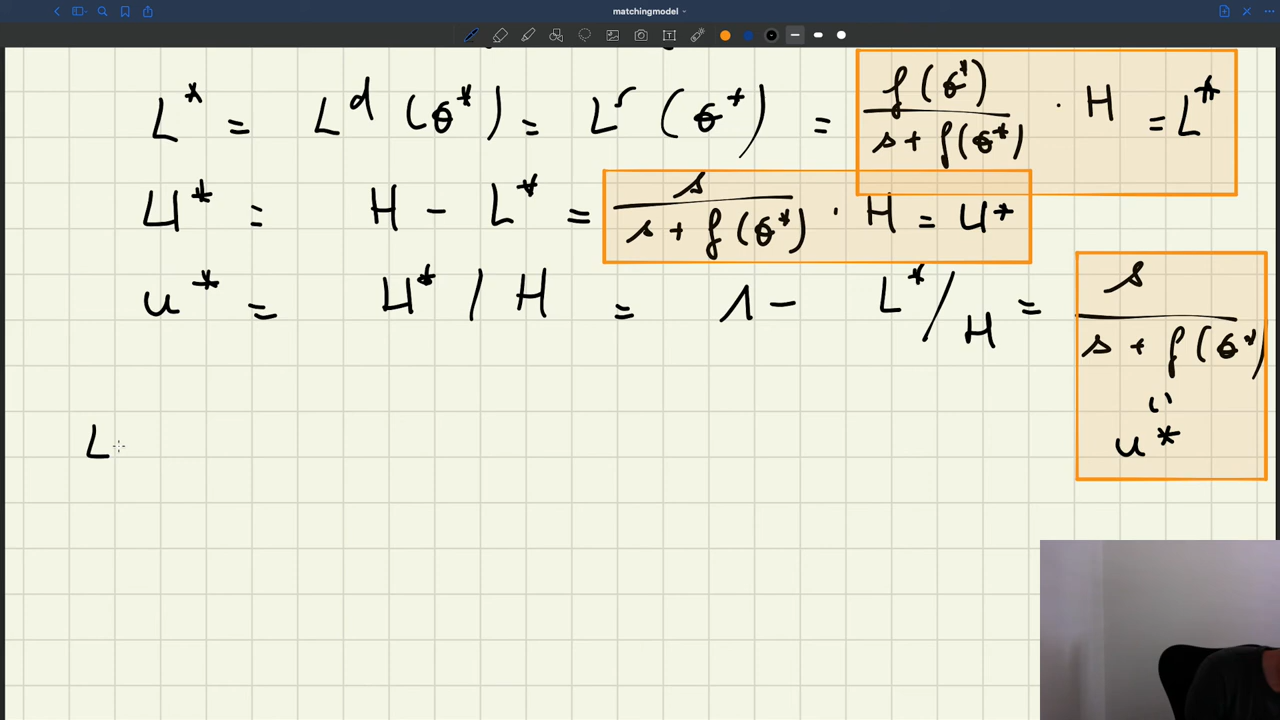 matchingmodel
L* = L^d (θ*) = L^s (θ*) = f(θ*) / s + f(θ*) · H = L*
U* = H - L* = s / s + f(θ*) · H = U*
u* = U* / H = 1 - L* / H = s / s + f(θ*)
"
u*
L